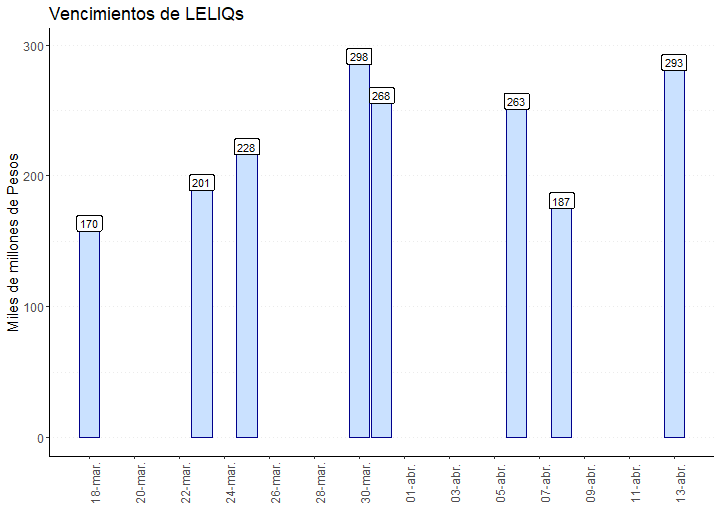 Vencimientos de LELIQs
Miles de millones de Pesos
300
200
100
0
170
201
228
298
268
263
187
293
18-mar.
20-mar.
22-mar.
24-mar.
26-mar.
28-mar.
30-mar.
01-abr.
03-abr.
05-abr.
07-abr.
09-abr.
11-abr.
13-abr.